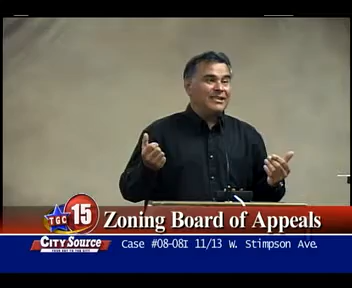 TGC 15
Zoning Board of Appeals
CITY SOURCE
Case #08-08I 11/13 W. Stimpson Ave.